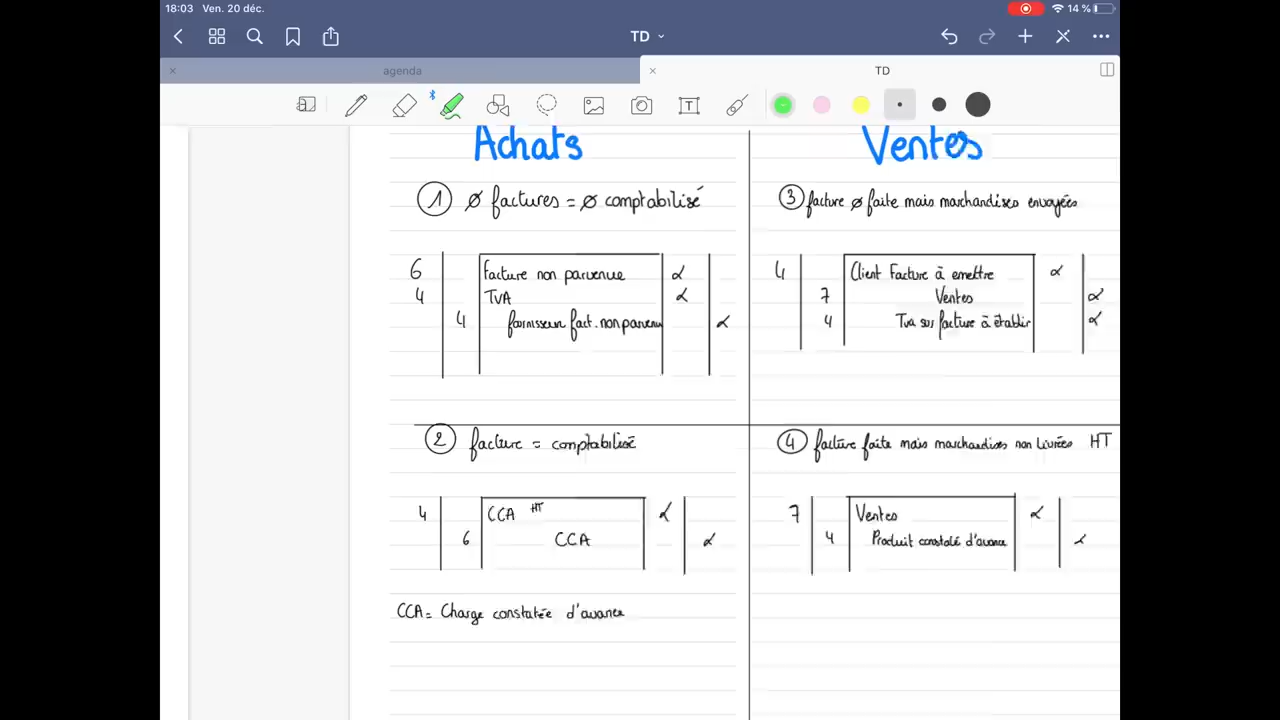 18:03 Ven. 20 déc.
14 %
TD
agenda
TD
Achats
Ventes
1 ∅ factures = ∅ comptabilisé
6 Facture non parvenue α
4 TVA α
4 fournisseur fact. non parvenu α
3 facture ∅ faite mais marchandises envoyées
4 Client Facture à emettre α
7 Ventes α
4 Tva sur facture à établir α
2 facture = comptabilisé
4 CCA HT α
6 CCA α
CCA = Charge constatée d'avance
4 facture faite mais marchandises non livrées HT
7 Ventes α
4 Produit constaté d'avance α